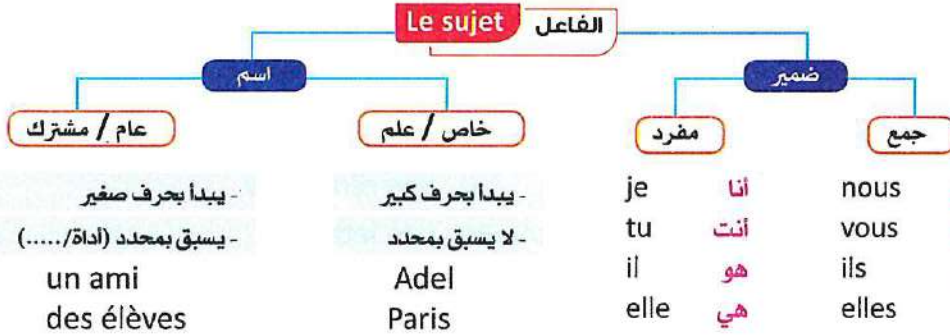 Le sujet الفاعل
ضمير
اسم
جمع
مفرد
خاص / علم
عام / مشترك
nous
vous
ils
elles
je أنا
tu أنت
il هو
elle هي
- يبدأ بحرف كبير
- لا يسبق بمحدد
Adel
Paris
- يبدأ بحرف صغير
- يسبق بمحدد (أداة/.....)
un ami
des élèves